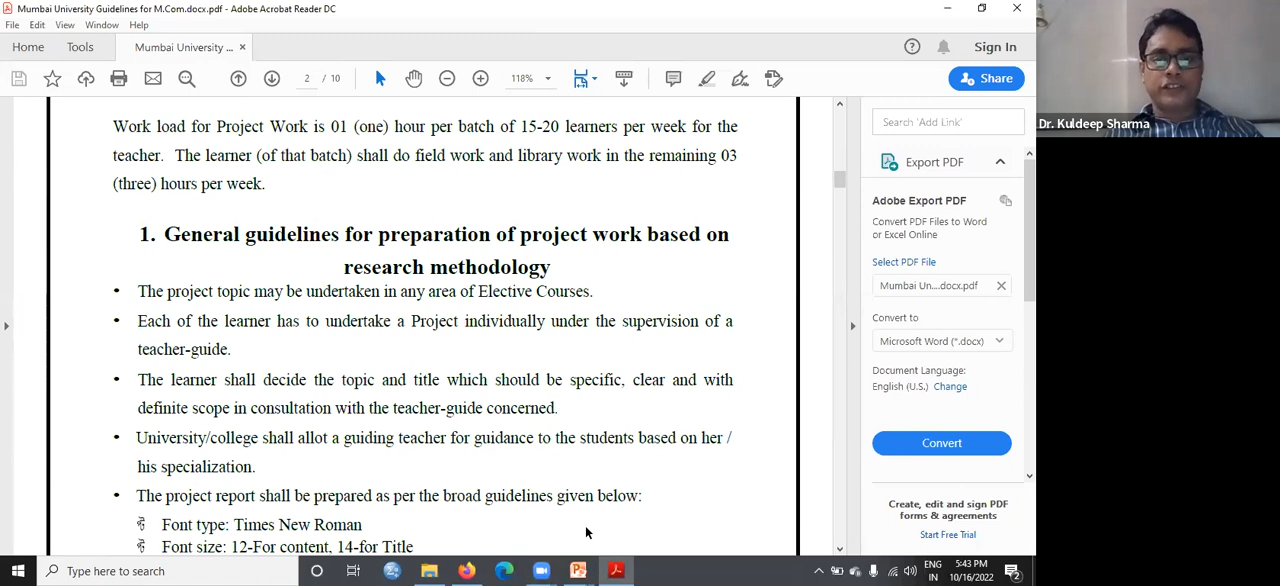 Mumbai University Guidelines for M.Com.docx.pdf - Adobe Acrobat Reader DC
File Edit View Window Help
Home Tools Mumbai University ... × Sign In
2 / 10 118% Share
Work load for Project Work is 01 (one) hour per batch of 15-20 learners per week for the
teacher. The learner (of that batch) shall do field work and library work in the remaining 03
(three) hours per week.
1. General guidelines for preparation of project work based on
research methodology
• The project topic may be undertaken in any area of Elective Courses.
• Each of the learner has to undertake a Project individually under the supervision of a
teacher-guide.
• The learner shall decide the topic and title which should be specific, clear and with
definite scope in consultation with the teacher-guide concerned.
• University/college shall allot a guiding teacher for guidance to the students based on her /
his specialization.
• The project report shall be prepared as per the broad guidelines given below:
Font type: Times New Roman
Font size: 12-For content, 14-for Title
Search 'Add Link'
Export PDF
Adobe Export PDF
Convert PDF Files to Word
or Excel Online
Select PDF File
Mumbai Un....docx.pdf
Convert to
Microsoft Word (*.docx)
Document Language:
English (U.S.) Change
Convert
Create, edit and sign PDF
forms & agreements
Start Free Trial
Dr. Kuldeep Sharma
Type here to search
ENG 5:43 PM
IN 10/16/2022
2